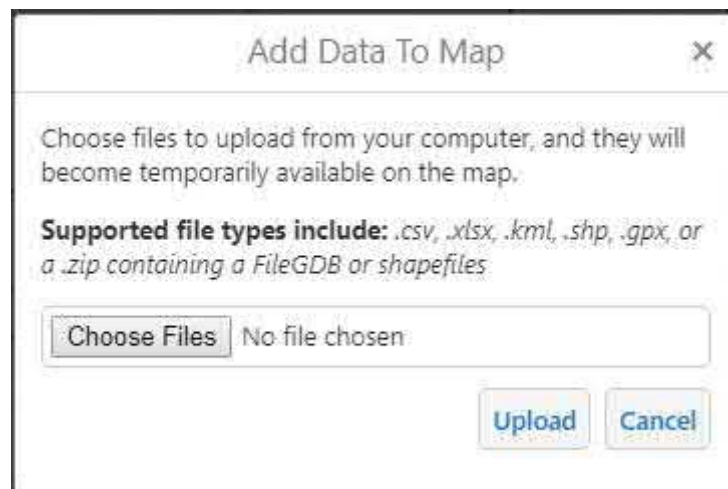 Add Data To Map ×
Choose files to upload from your computer, and they will
become temporarily available on the map.
Supported file types include: .csv, .xlsx, .kml, .shp, .gpx, or
a .zip containing a FileGDB or shapefiles
Choose Files No file chosen
Upload Cancel